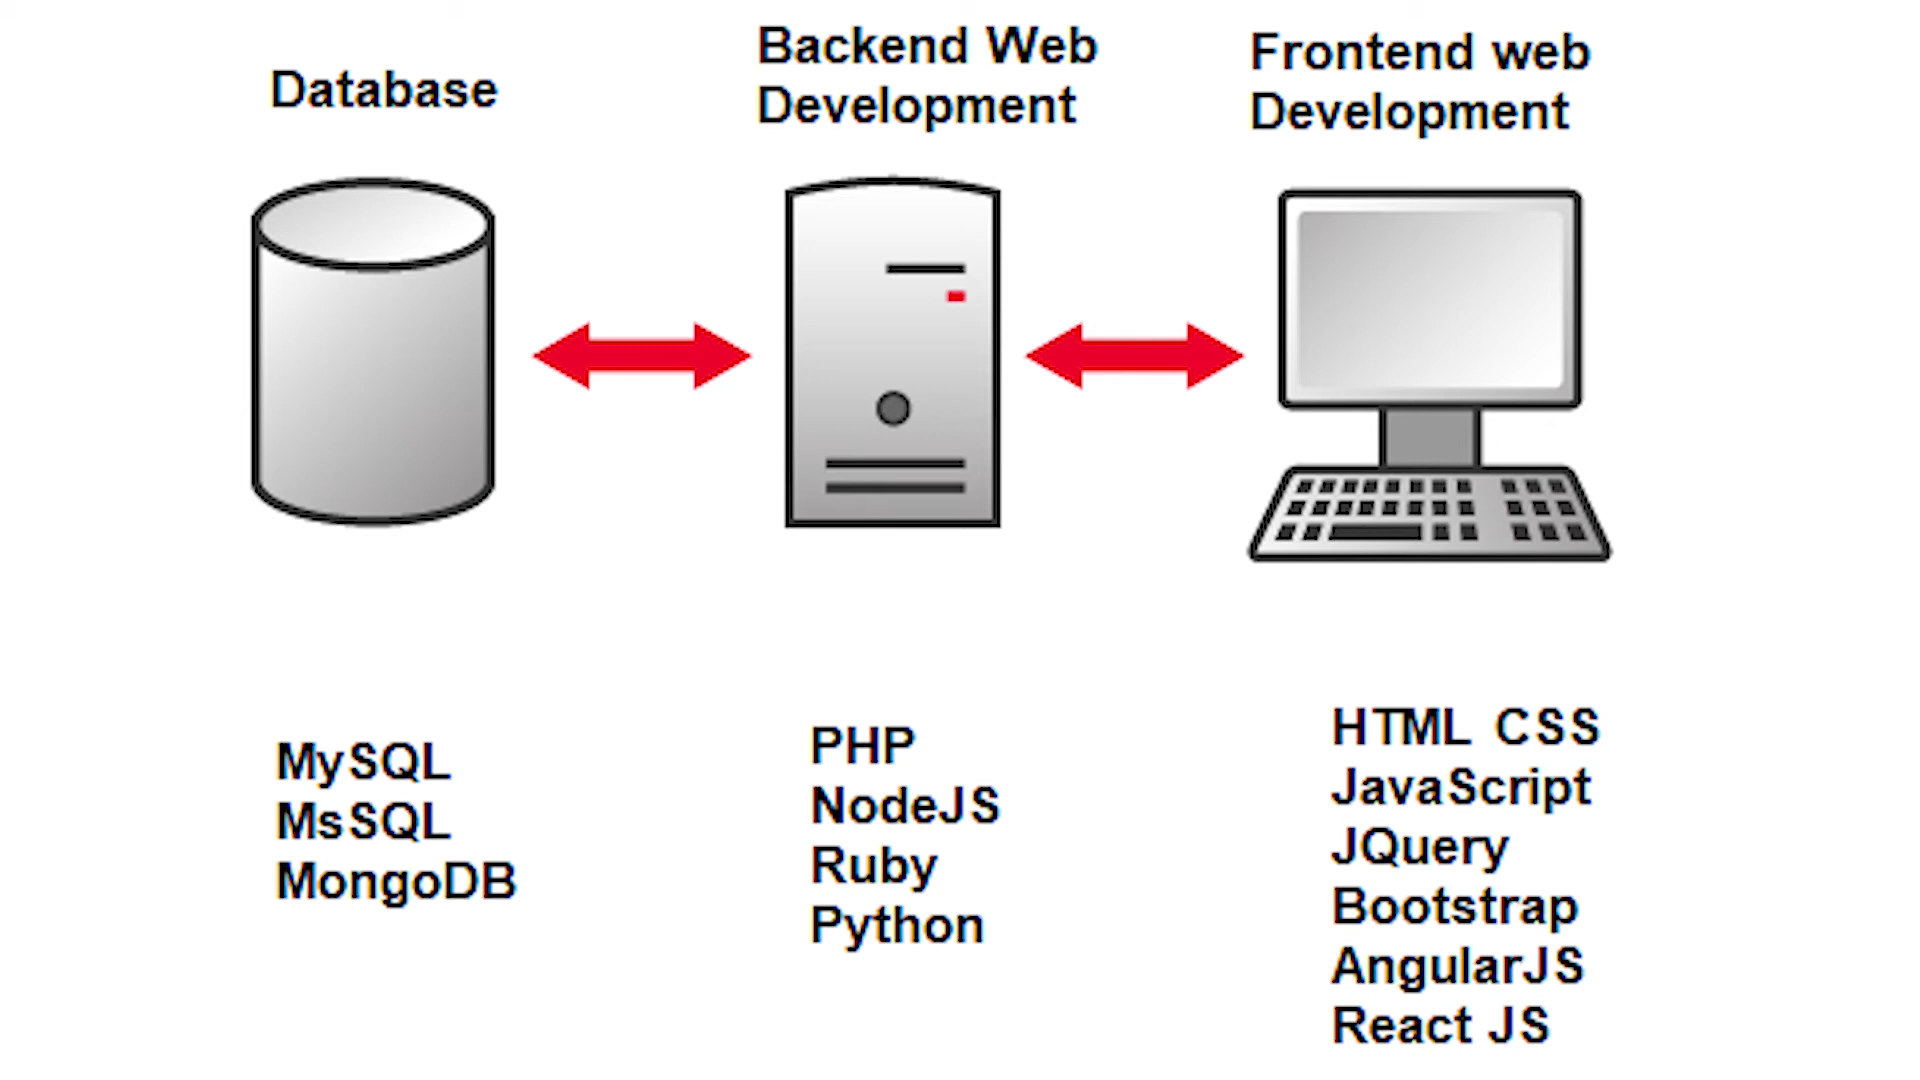 Database
Backend Web
Development
Frontend web
Development
MySQL
MsSQL
MongoDB
PHP
NodeJS
Ruby
Python
HTML CSS
JavaScript
JQuery
Bootstrap
AngularJS
React JS